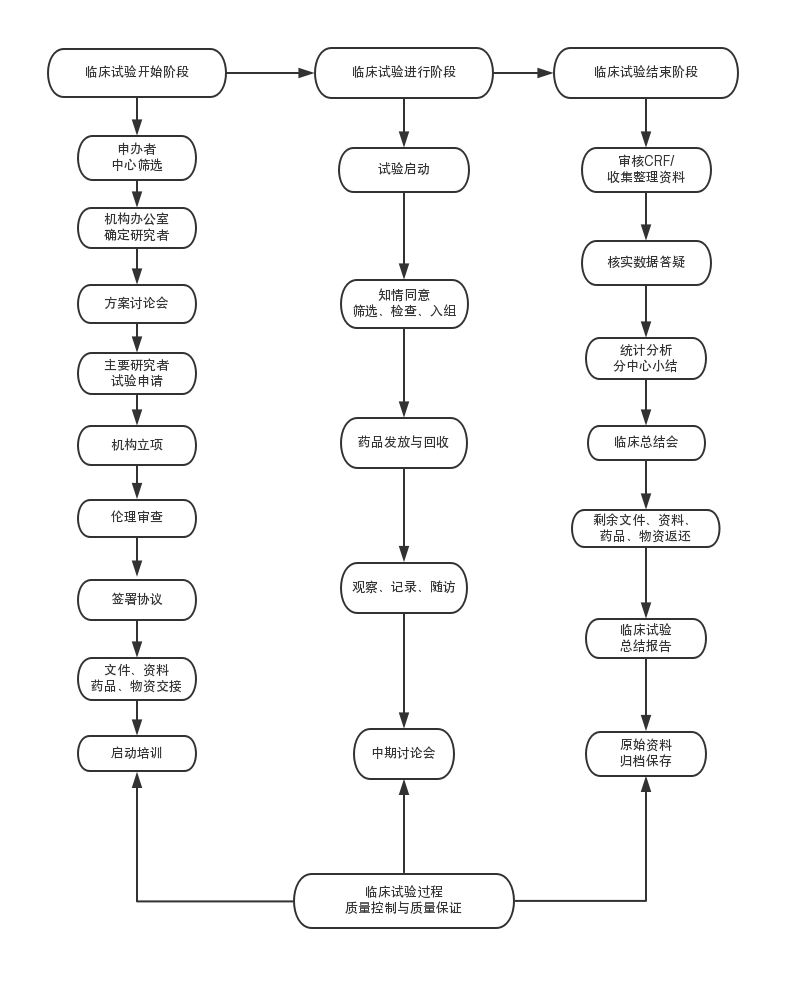 临床试验开始阶段
临床试验进行阶段
临床试验结束阶段
申办者
中心筛选
机构办公室
确定研究者
方案讨论会
主要研究者
试验申请
机构立项
伦理审查
签署协议
文件、资料
药品、物资交接
启动培训
试验启动
知情同意
筛选、检查、入组
药品发放与回收
观察、记录、随访
中期讨论会
审核CRF/
收集整理资料
核实数据答疑
统计分析
分中心小结
临床总结会
剩余文件、资料、
药品、物资返还
临床试验
总结报告
原始资料
归档保存
临床试验过程
质量控制与质量保证